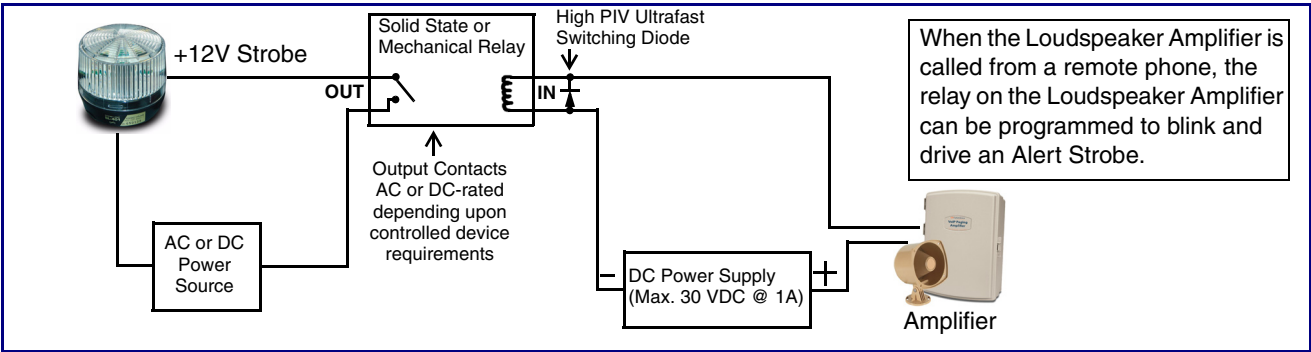 +12V Strobe
Solid State or
Mechanical Relay
OUT
IN
High PIV Ultrafast
Switching Diode
Output Contacts
AC or DC-rated
depending upon
controlled device
requirements
AC or DC
Power
Source
-
DC Power Supply
(Max. 30 VDC @ 1A)
+
When the Loudspeaker Amplifier is
called from a remote phone, the
relay on the Loudspeaker Amplifier
can be programmed to blink and
drive an Alert Strobe.
Amplifier